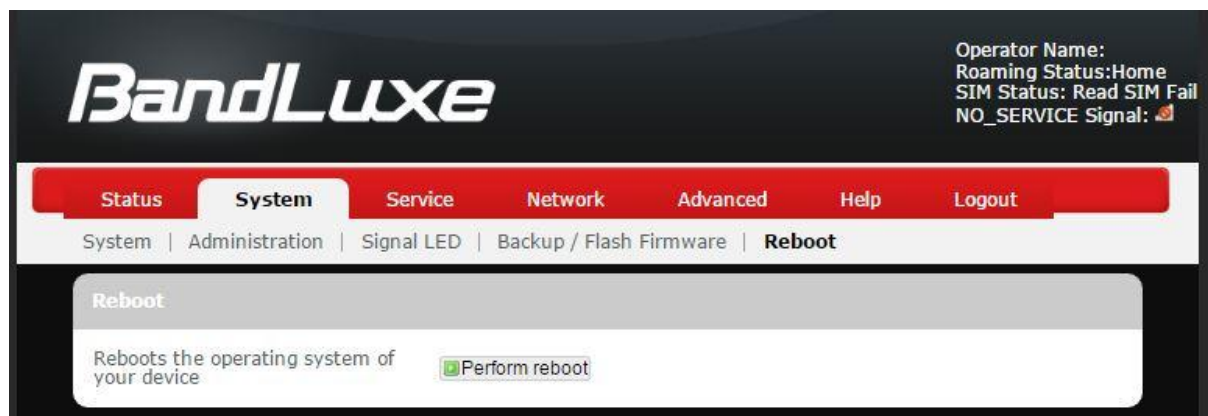 BandLuxe
Operator Name:
Roaming Status:Home
SIM Status: Read SIM Fail
NO_SERVICE Signal:
Status System Service Network Advanced Help Logout
System | Administration | Signal LED | Backup / Flash Firmware | Reboot
Reboot
Reboots the operating system of
your device
Perform reboot